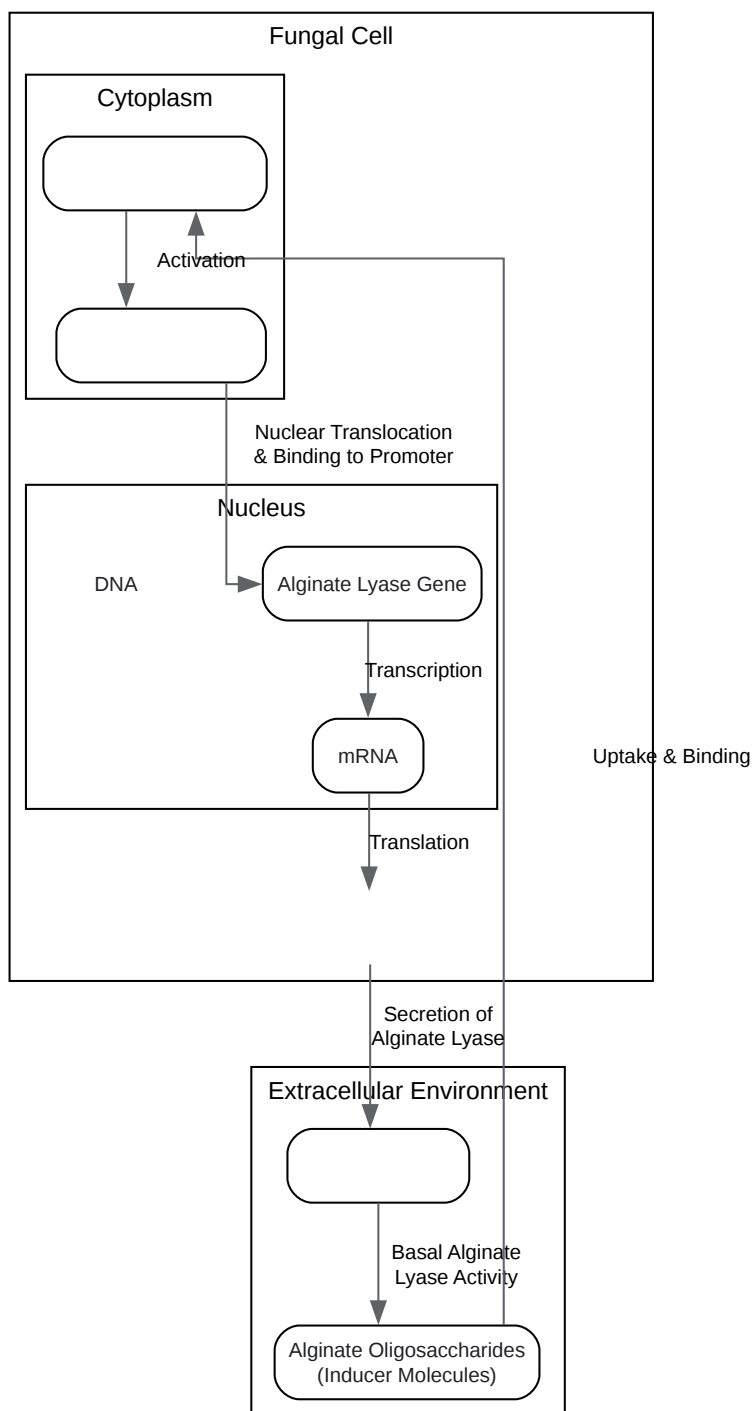 Fungal Cell
Cytoplasm
Activation
Nuclear Translocation
& Binding to Promoter
Nucleus
DNA
Alginate Lyase Gene
Transcription
mRNA
Uptake & Binding
Translation
Secretion of
Alginate Lyase
Extracellular Environment
Basal Alginate
Lyase Activity
Alginate Oligosaccharides
(Inducer Molecules)